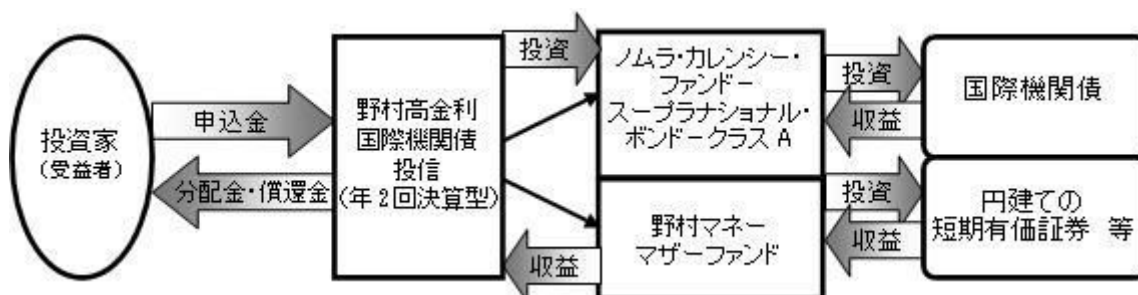 投資家
(受益者)
申込金
分配金・償還金
野村高金利
国際機関債
投信
(年2回決算型)
投資
収益
ノムラ・カレンシー・
ファンドー
スープラナショナル・
ボンドークラス A
野村マネー
マザーファンド
投資
収益
投資
収益
国際機関債
円建ての
短期有価証券 等